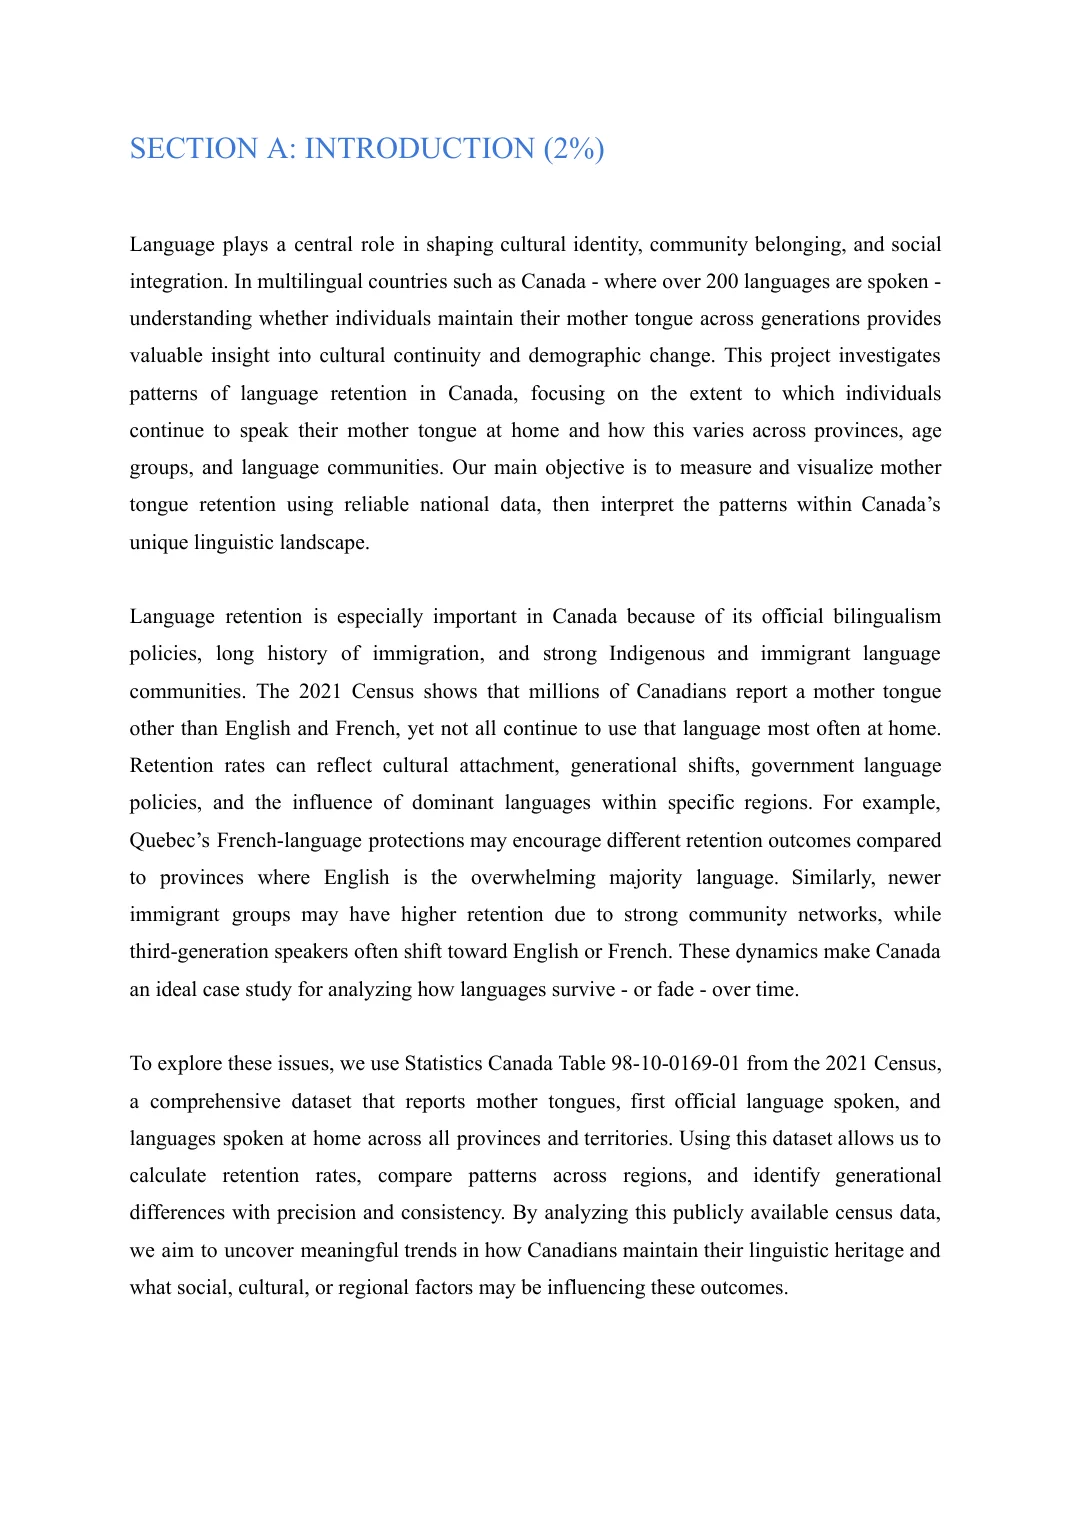 SECTION A: INTRODUCTION (2%)
Language plays a central role in shaping cultural identity, community belonging, and social
integration. In multilingual countries such as Canada - where over 200 languages are spoken -
understanding whether individuals maintain their mother tongue across generations provides
valuable insight into cultural continuity and demographic change. This project investigates
patterns of language retention in Canada, focusing on the extent to which individuals
continue to speak their mother tongue at home and how this varies across provinces, age
groups, and language communities. Our main objective is to measure and visualize mother
tongue retention using reliable national data, then interpret the patterns within Canada’s
unique linguistic landscape.
Language retention is especially important in Canada because of its official bilingualism
policies, long history of immigration, and strong Indigenous and immigrant language
communities. The 2021 Census shows that millions of Canadians report a mother tongue
other than English and French, yet not all continue to use that language most often at home.
Retention rates can reflect cultural attachment, generational shifts, government language
policies, and the influence of dominant languages within specific regions. For example,
Quebec’s French-language protections may encourage different retention outcomes compared
to provinces where English is the overwhelming majority language. Similarly, newer
immigrant groups may have higher retention due to strong community networks, while
third-generation speakers often shift toward English or French. These dynamics make Canada
an ideal case study for analyzing how languages survive - or fade - over time.
To explore these issues, we use Statistics Canada Table 98-10-0169-01 from the 2021 Census,
a comprehensive dataset that reports mother tongues, first official language spoken, and
languages spoken at home across all provinces and territories. Using this dataset allows us to
calculate retention rates, compare patterns across regions, and identify generational
differences with precision and consistency. By analyzing this publicly available census data,
we aim to uncover meaningful trends in how Canadians maintain their linguistic heritage and
what social, cultural, or regional factors may be influencing these outcomes.